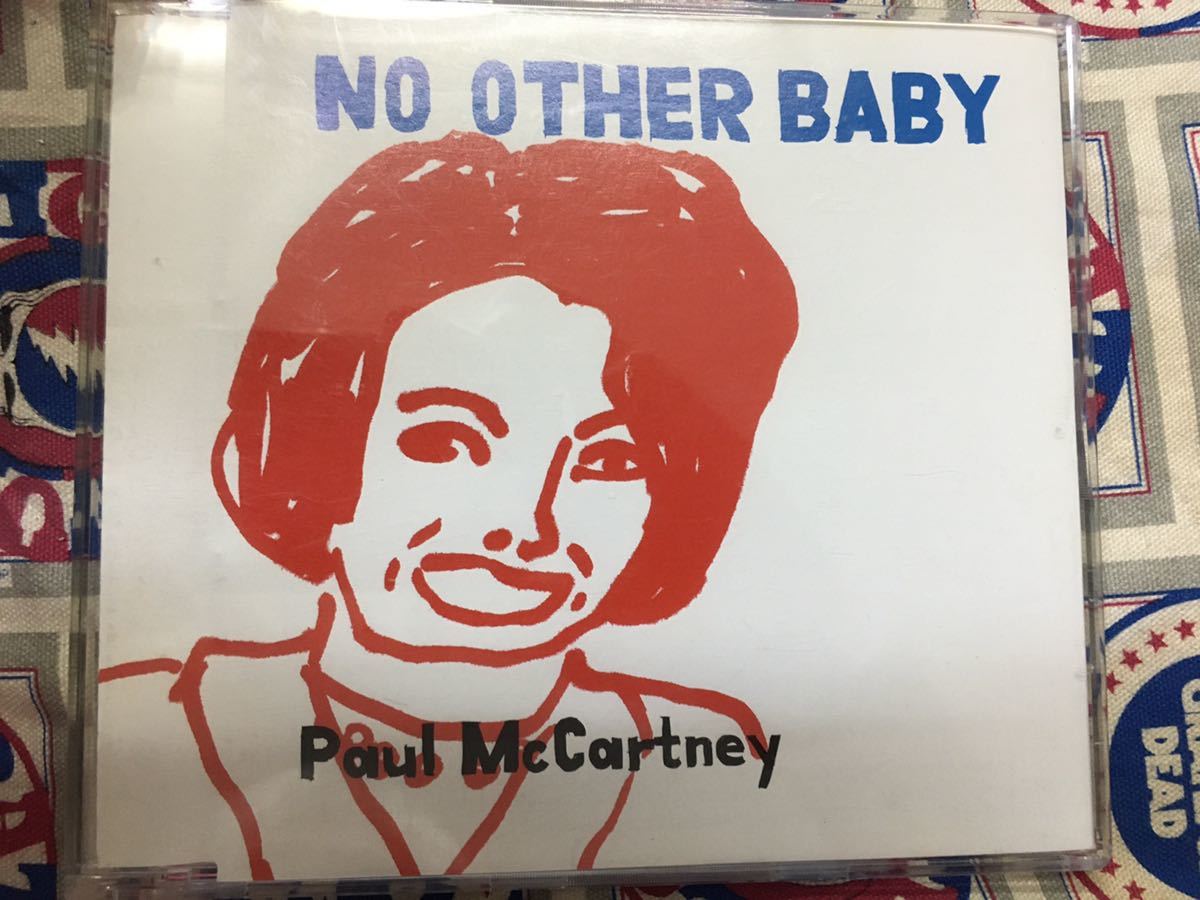 NO OTHER BABY
Paul McCartney
DEAD